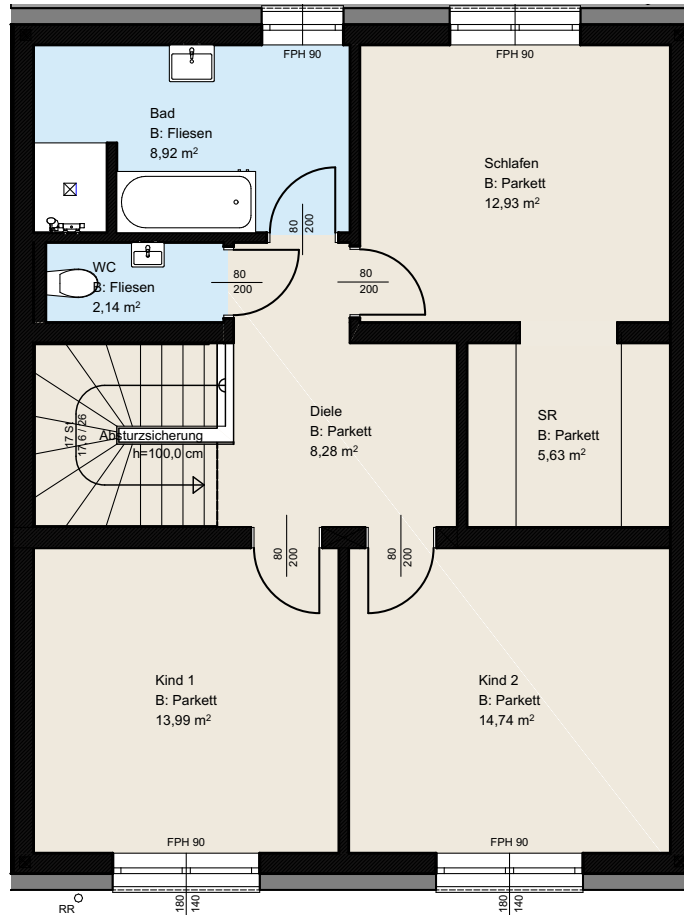 FPH 90
FPH 90
Bad
B: Fliesen
8,92 m²
Schlafen
B: Parkett
12,93 m²
80
200
WC
B: Fliesen
2,14 m²
80
200
80
200
Diele
B: Parkett
8,28 m²
SR
B: Parkett
5,63 m²
17 St
17,6 / 26
Absturzsicherung
h=100,0 cm
80
200
80
200
Kind 1
B: Parkett
13,99 m²
Kind 2
B: Parkett
14,74 m²
FPH 90
FPH 90
RR
180
140
180
140